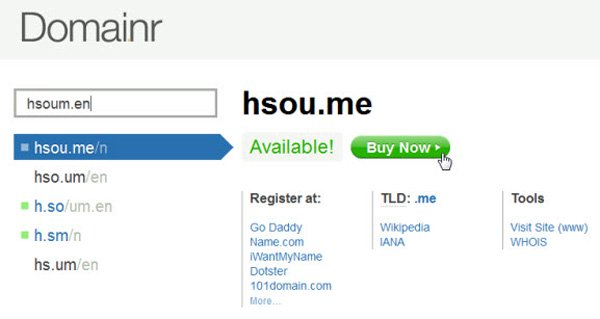 Domainr
hsoum.en
hsou.me/n
hso.um/en
h.so/um.en
h.sm/n
hs.um/en
hsou.me
Available!
Buy Now
Register at:
Go Daddy
Name.com
iWantMyName
Dotster
101domain.com
More...
TLD: .me
Wikipedia
IANA
Tools
Visit Site (www)
WHOIS